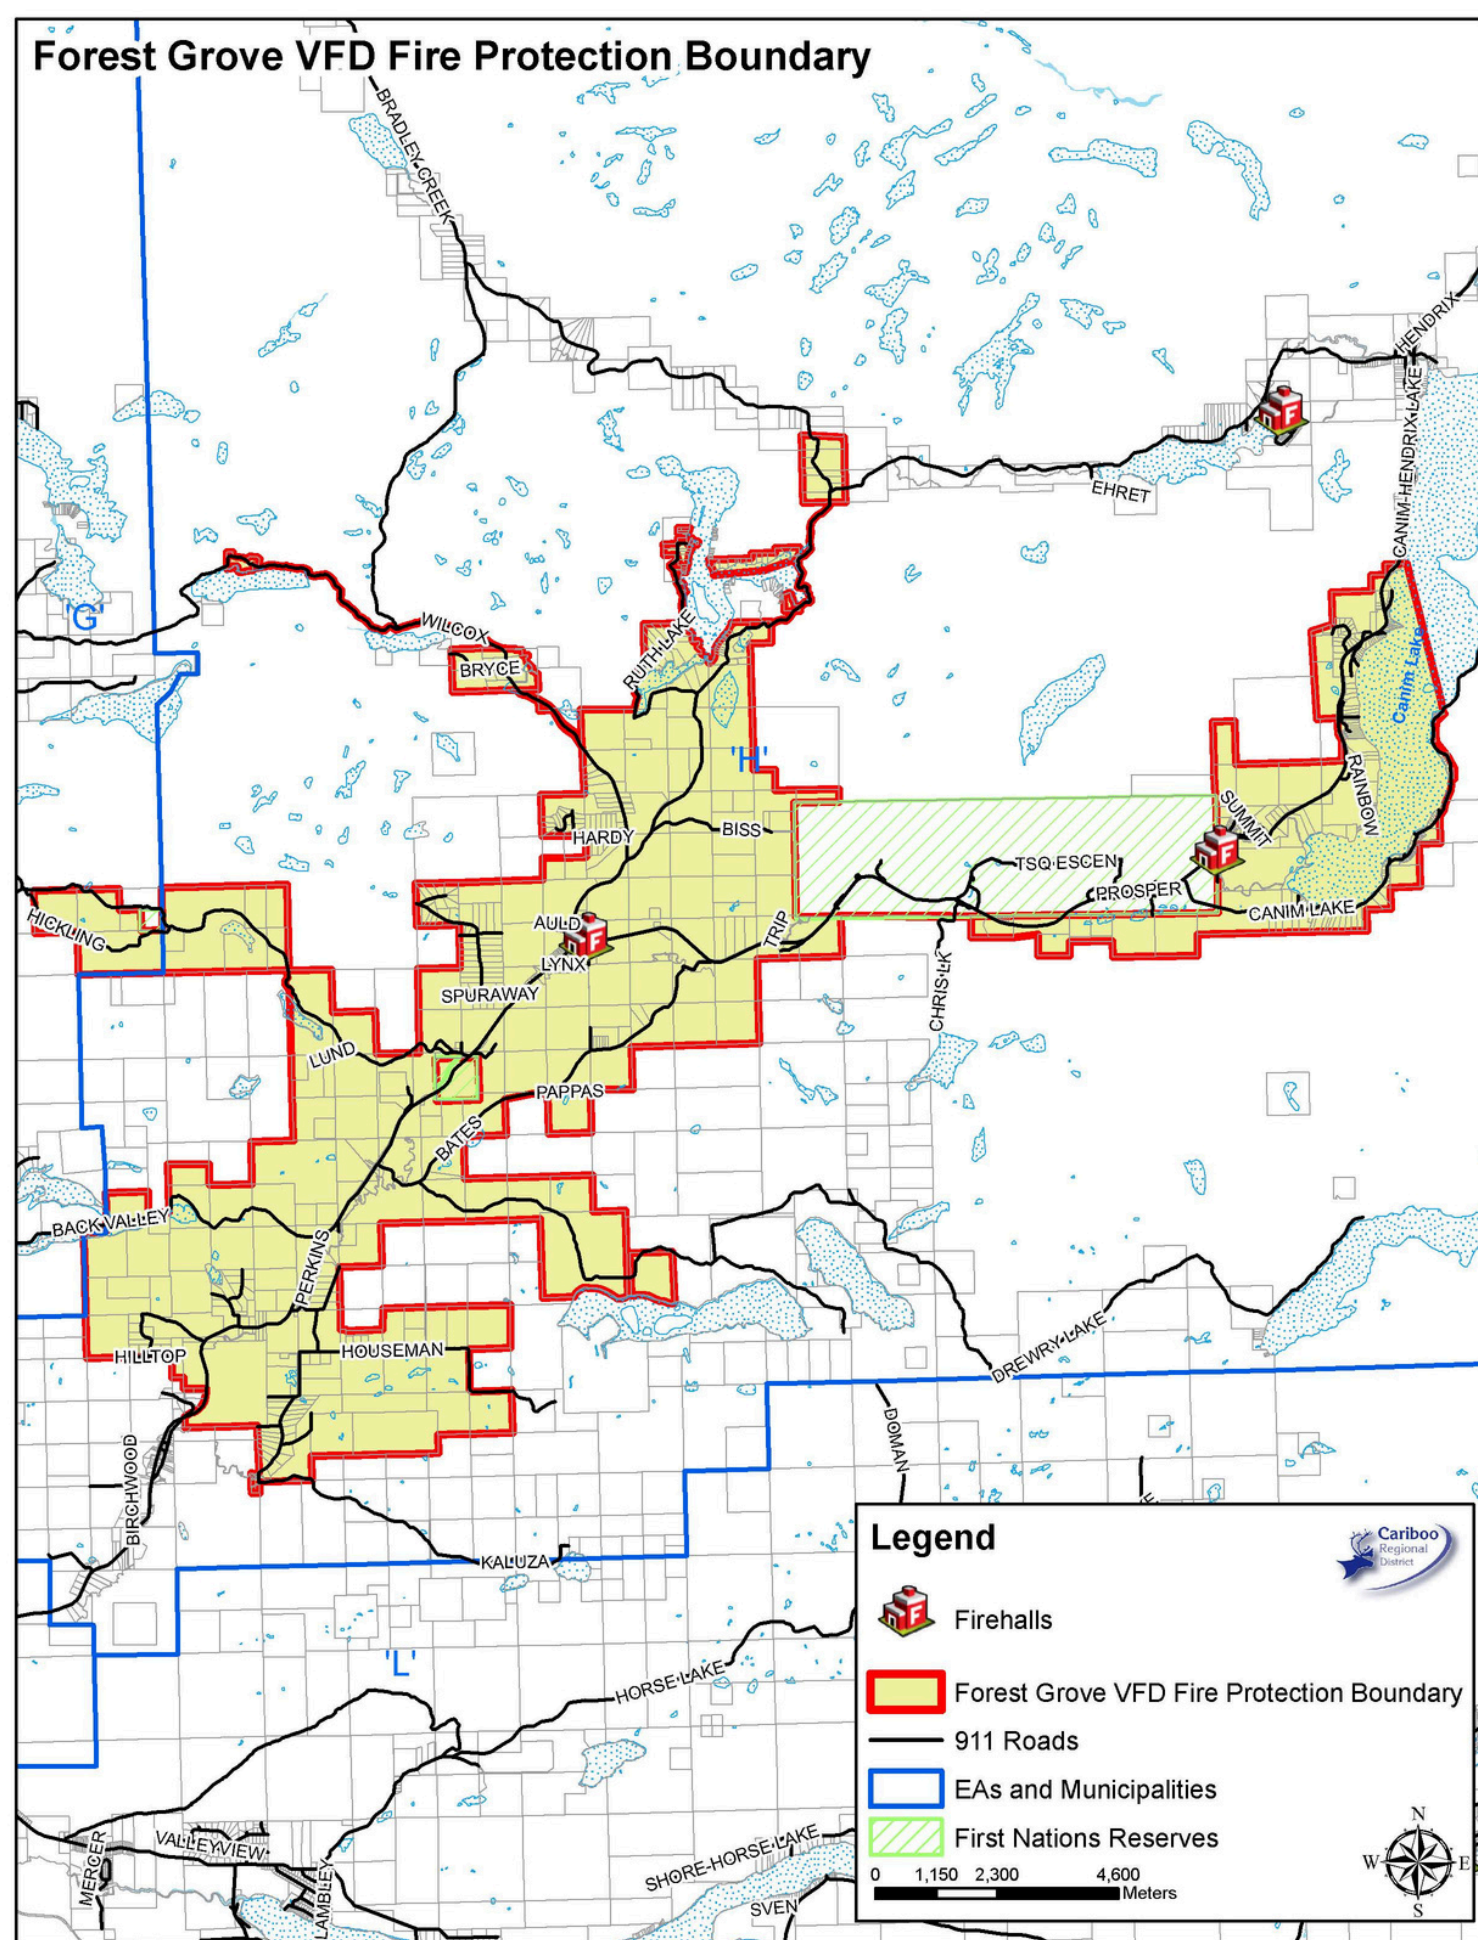 Forest Grove VFD Fire Protection Boundary
BRADLEY CREEK
HENDRIX
CANIM-HENDRIX LAKE
EHRET
'G'
WILCOX
BRYCE
RUTH LAKE
Canim Lake
'H'
RAINBOW
SUMMIT
HARDY
BISS
TSQ ESCEN
PROSPER
CANIM LAKE
HICKLING
AULD
TRIP
LYNX
SPURAWAY
CHRIS LK
LUND
PAPPAS
BATES
BACK VALLEY
PERKINS
HILLTOP
HOUSEMAN
DREWRY LAKE
DOMAN
BIRCHWOOD
KALUZA
'L'
HORSE LAKE
VALLEYVIEW
MERCER
LAMBLEY
SHORE-HORSE LAKE
SVEN
Legend
Cariboo
Regional
District
F
Firehalls
Forest Grove VFD Fire Protection Boundary
911 Roads
EAs and Municipalities
First Nations Reserves
0 1,150 2,300 4,600
Meters
N
W E
S